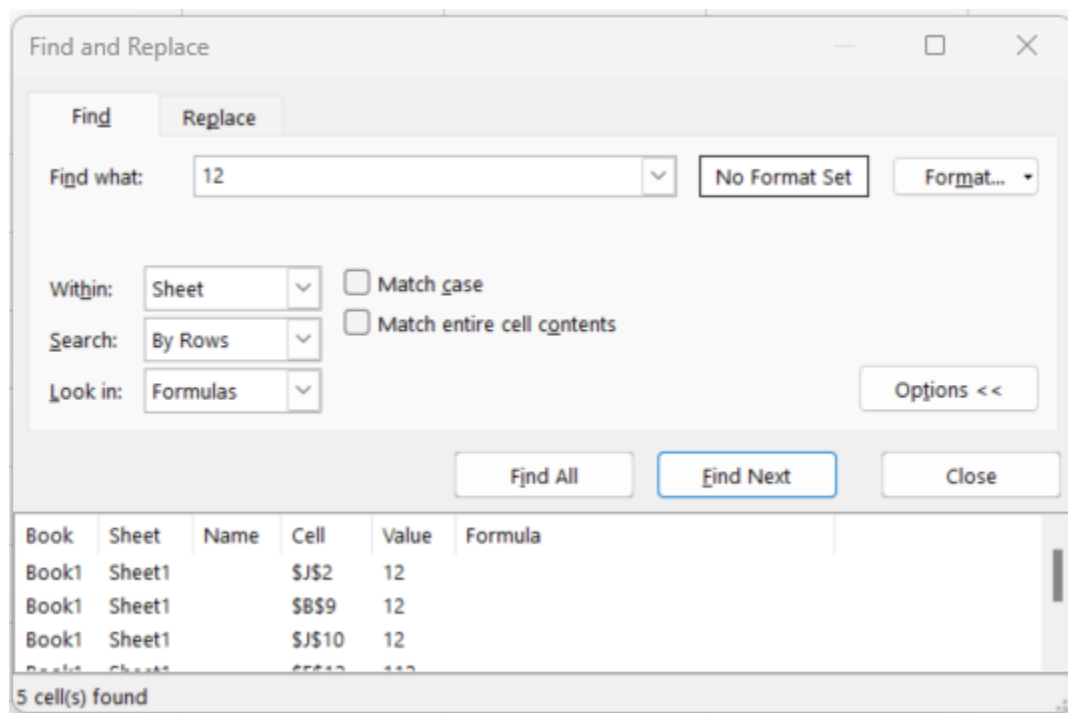 Find and Replace
Find
Replace
Find what:
12
No Format Set
Format...
Within:
Sheet
Match case
Search:
By Rows
Match entire cell contents
Look in:
Formulas
Options <<
Find All
Find Next
Close
Book Sheet Name Cell Value Formula
Book1 Sheet1 $J$2 12
Book1 Sheet1 $B$9 12
Book1 Sheet1 $J$10 12
Book1 Sheet1
5 cell(s) found